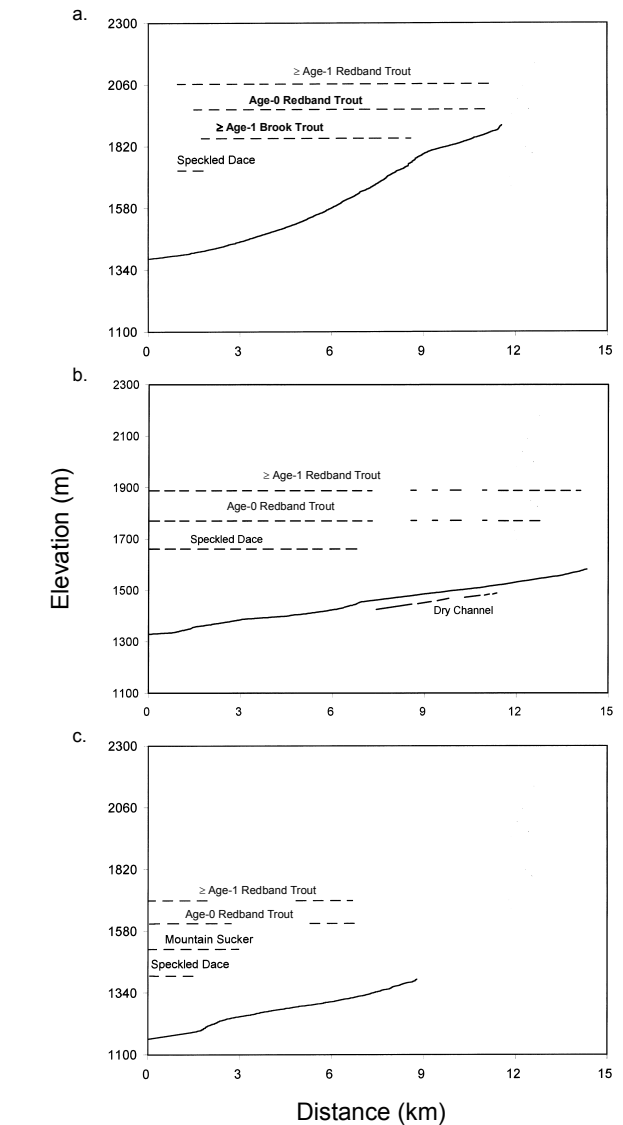 a.
2300
2060
1820
1580
1340
1100
≥ Age-1 Redband Trout
Age-0 Redband Trout
≥ Age-1 Brook Trout
Speckled Dace
0 3 6 9 12 15
b.
2300
2100
1900
1700
1500
1300
1100
≥ Age-1 Redband Trout
Age-0 Redband Trout
Speckled Dace
Dry Channel
0 3 6 9 12 15
Elevation (m)
c.
2300
2060
1820
1580
1340
1100
≥ Age-1 Redband Trout
Age-0 Redband Trout
Mountain Sucker
Speckled Dace
0 3 6 9 12 15
Distance (km)